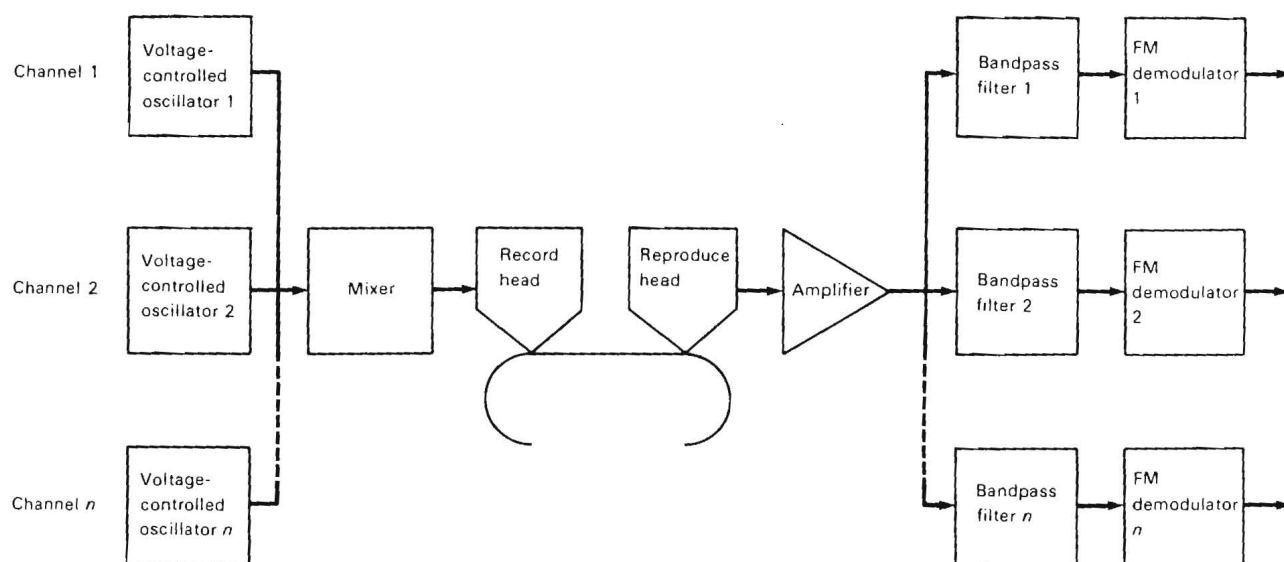 Channel 1
Voltage-
controlled
oscillator 1
Bandpass
filter 1
FM
demodulator
1
Channel 2
Voltage-
controlled
oscillator 2
Mixer
Record
head
Reproduce
head
Amplifier
Bandpass
filter 2
FM
demodulator
2
Channel n
Voltage-
controlled
oscillator n
Bandpass
filter n
FM
demodulator
n